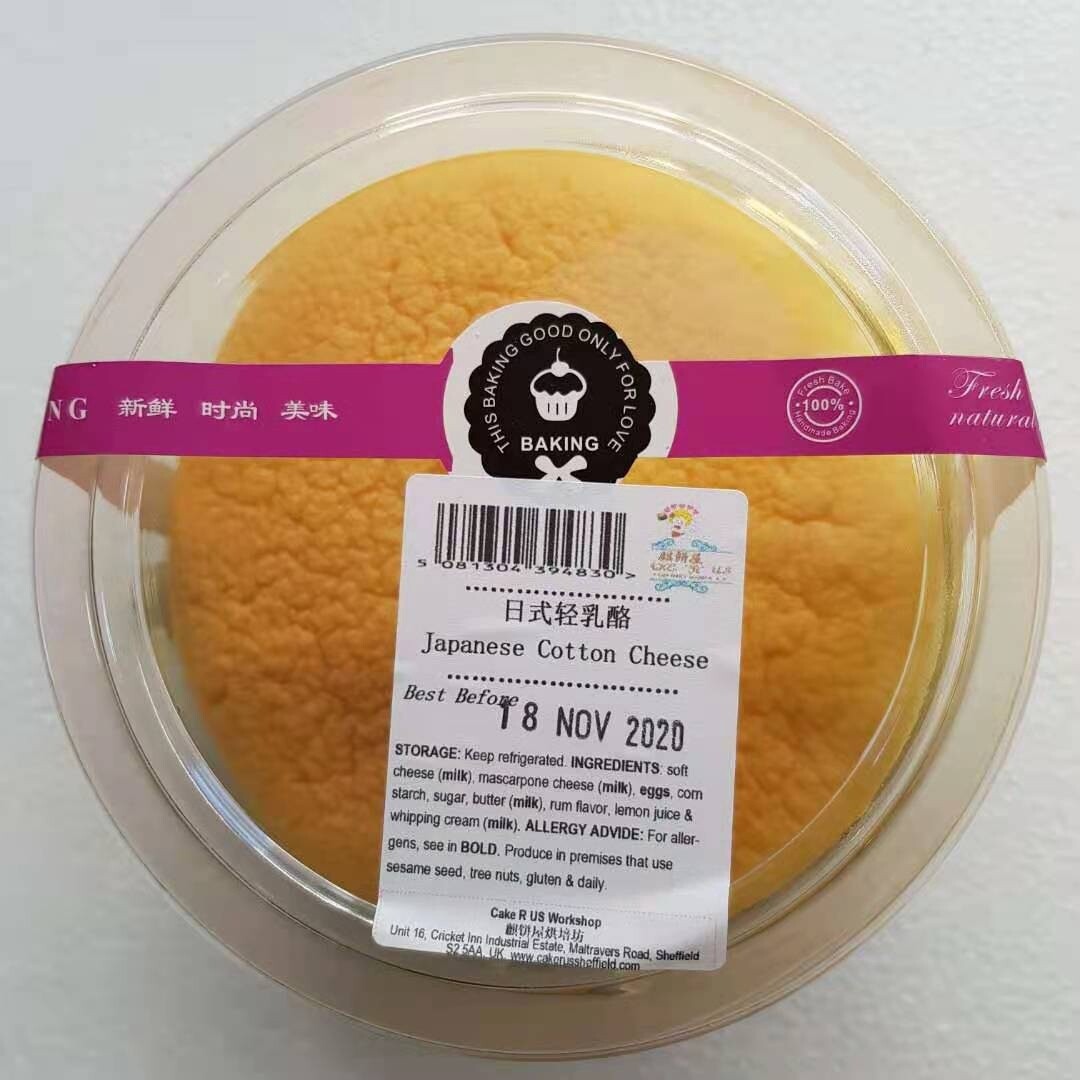 THIS BAKING GOOD ONLY FOR LOVE
BAKING
NG 新鲜 时尚 美味
Fresh Bake
100%
Handmade Baking
Fresh
natural
5 081304 394830 >
日式轻乳酪
Japanese Cotton Cheese
Best Before
18 NOV 2020
STORAGE: Keep refrigerated. INGREDIENTS: soft
cheese (milk), mascarpone cheese (milk), eggs, corn
starch, sugar, butter (milk), rum flavor, lemon juice &
whipping cream (milk). ALLERGY ADVIDE: For aller-
gens, see in BOLD. Produce in premises that use
sesame seed, tree nuts, gluten & daily.
Cake R US Workshop
麒饼屋烘培坊
Unit 16, Cricket Inn Industrial Estate, Maltravers Road, Sheffield
S2 5AA, UK. www.cakerussheffield.com